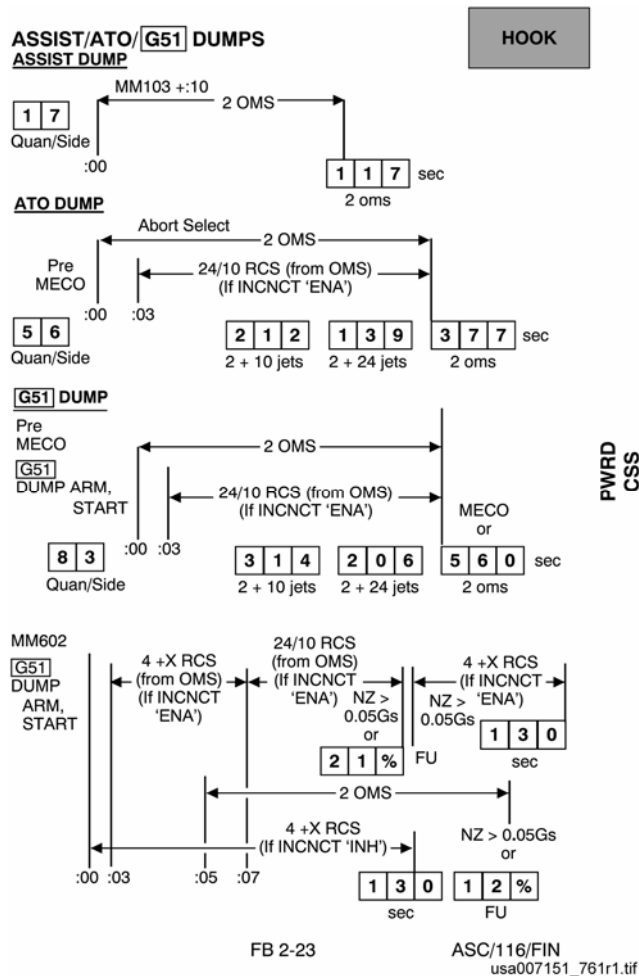 ASSIST/ATO/ G51 DUMPS
HOOK
ASSIST DUMP
MM103 +:10
2 OMS
1 7
Quan/Side
:00
1 1 7 sec
2 oms
ATO DUMP
Abort Select
2 OMS
Pre
MECO
24/10 RCS (from OMS)
(If INCNCT 'ENA')
:00 :03
5 6
Quan/Side
2 1 2
2 + 10 jets
1 3 9
2 + 24 jets
3 7 7 sec
2 oms
G51 DUMP
Pre
MECO
2 OMS
G51
DUMP ARM,
START
24/10 RCS (from OMS)
(If INCNCT 'ENA')
MECO
or
:00 :03
8 3
Quan/Side
3 1 4
2 + 10 jets
2 0 6
2 + 24 jets
5 6 0 sec
2 oms
PWRD
CSS
MM602
G51
DUMP
ARM,
START
4 +X RCS
(from OMS)
(If INCNCT
'ENA')
24/10 RCS
(from OMS)
(If INCNCT
'ENA')
NZ >
0.05Gs
or
2 1 %
FU
4 +X RCS
(If INCNCT
'ENA')
NZ >
0.05Gs
1 3 0
sec
2 OMS
4 +X RCS
(If INCNCT 'INH')
NZ > 0.05Gs
or
:00 :03 :05 :07
1 3 0
sec
1 2 %
FU
FB 2-23
ASC/116/FIN
usa007151_761r1.tif